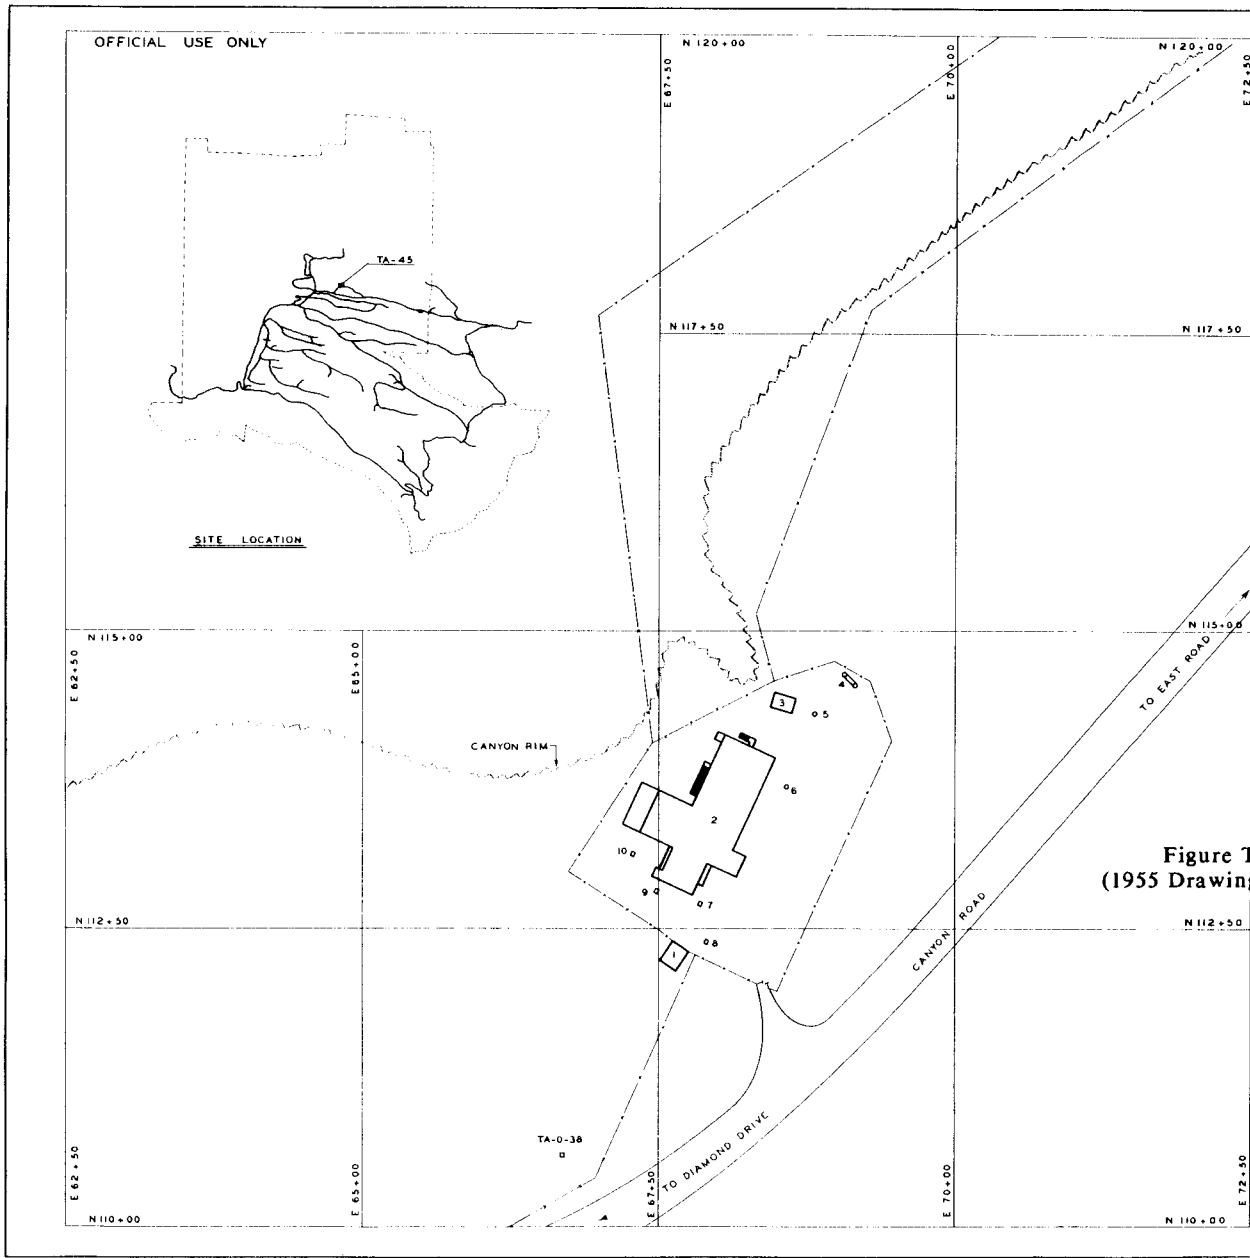 OFFICIAL USE ONLY
N 120+00
N 120+00
E 67+50
E 70+00
E 72+50
TA-45
N 117+50
N 117+50
SITE LOCATION
N 115+00
N 115+00
E 62+50
E 65+00
TO EAST ROAD
CANYON RIM
3
4
5
6
2
10
9
7
8
1
Figure T
(1955 Drawing
N 112+50
N 112+50
CANYON ROAD
TA-0-38
TO DIAMOND DRIVE
E 62+50
E 65+00
E 67+50
E 70+00
E 72+50
N 110+00
N 110+00